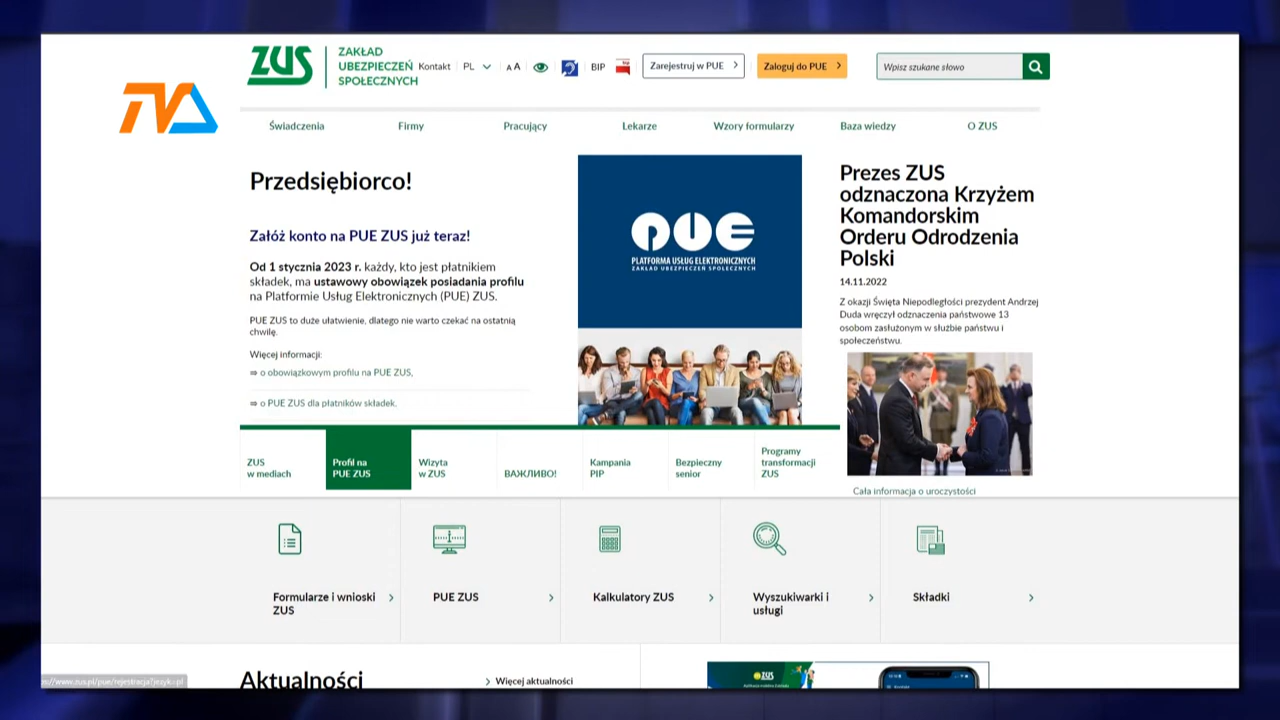 ZUS
ZAKŁAD
UBEZPIECZEŃ
SPOŁECZNYCH
Kontakt
PL
A A
BIP
Zarejestruj w PUE
Zaloguj do PUE
Wpisz szukane słowo
TVA
Świadczenia
Firmy
Pracujący
Lekarze
Wzory formularzy
Baza wiedzy
O ZUS
Przedsiębiorco!
Załóż konto na PUE ZUS już teraz!
Od 1 stycznia 2023 r. każdy, kto jest płatnikiem
składek, ma ustawowy obowiązek posiadania profilu
na Platformie Usług Elektronicznych (PUE) ZUS.
PUE ZUS to duże ułatwienie, dlatego nie warto czekać na ostatnią
chwilę.
Więcej informacji:
⇒ o obowiązkowym profilu na PUE ZUS,
⇒ o PUE ZUS dla płatników składek,
PUE
PLATFORMA USŁUG ELEKTRONICZNYCH
ZAKŁAD UBEZPIECZEŃ SPOŁECZNYCH
Prezes ZUS
odznaczona Krzyżem
Komandorskim
Orderu Odrodzenia
Polski
14.11.2022
Z okazji Święta Niepodległości prezydent Andrzej
Duda wręczył odznaczenia państwowe 13
osobom zasłużonym w służbie państwu i
społeczeństwu.
Cała informacja o uroczystości
ZUS
w mediach
Profil na
PUE ZUS
Wizyta
w ZUS
ВАЖЛИВО!
Kampania
PIP
Bezpieczny
senior
Programy
transformacji
ZUS
Formularze i wnioski
ZUS
PUE ZUS
Kalkulatory ZUS
Wyszukiwarki i
usługi
Składki
Aktualności
Więcej aktualności
ZUS